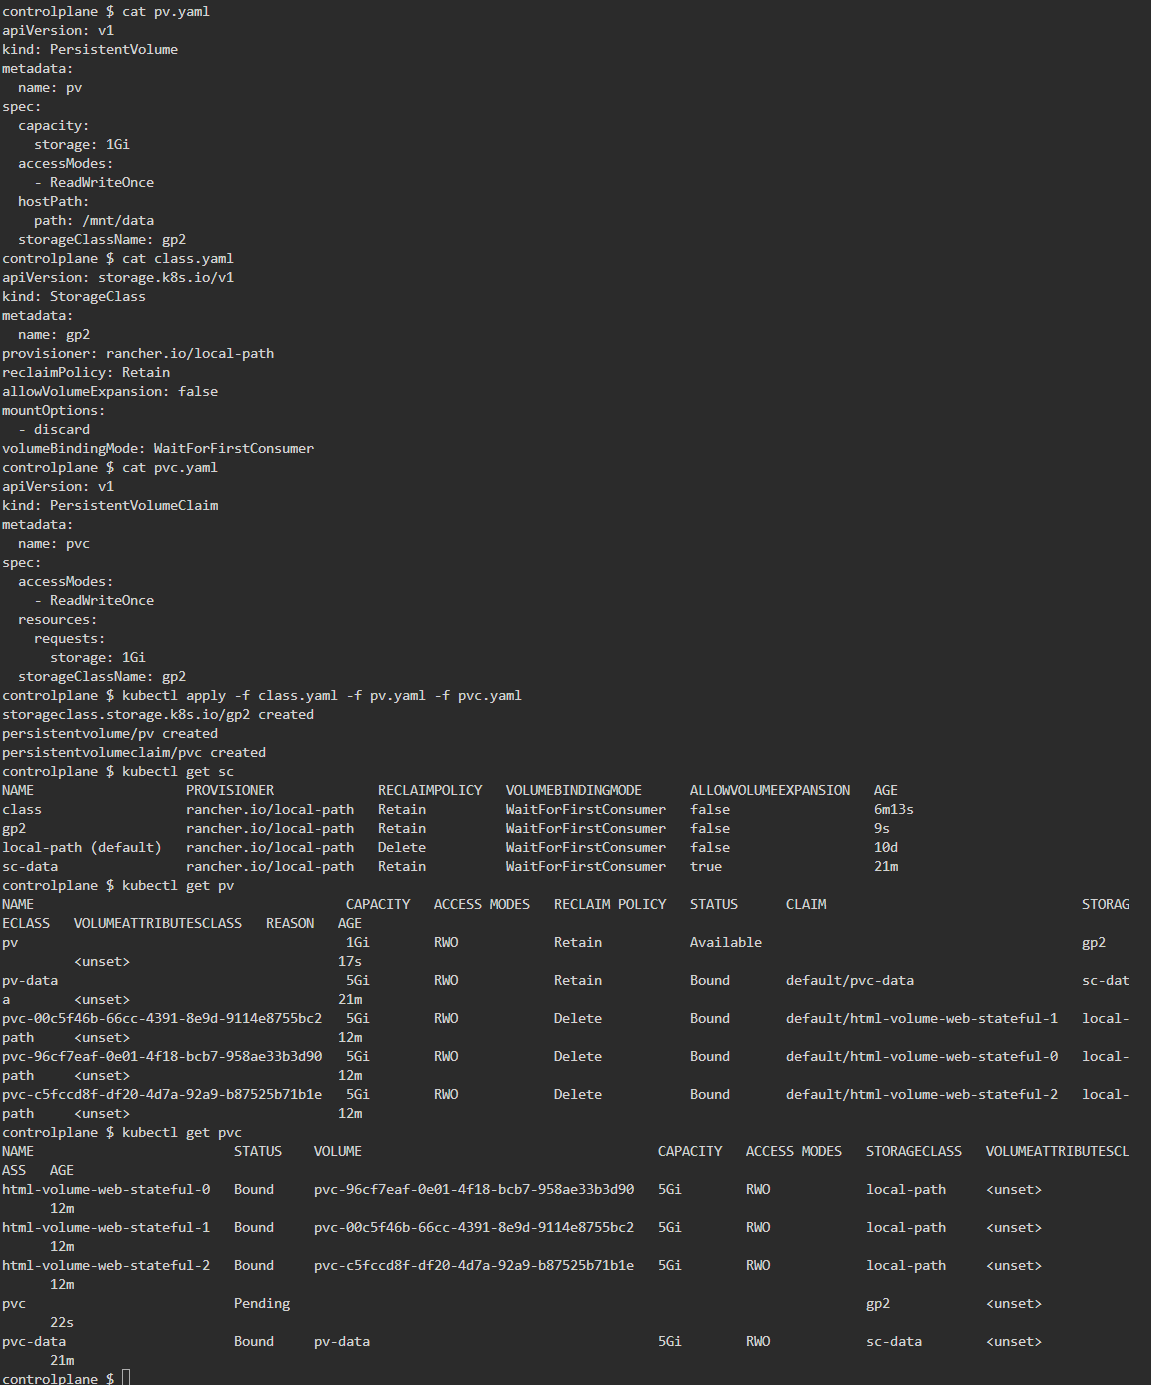 controlplane $ cat pv.yaml
apiVersion: v1
kind: PersistentVolume
metadata:
  name: pv
spec:
  capacity:
    storage: 1Gi
  accessModes:
    - ReadWriteOnce
  hostPath:
    path: /mnt/data
  storageClassName: gp2
controlplane $ cat class.yaml
apiVersion: storage.k8s.io/v1
kind: StorageClass
metadata:
  name: gp2
provisioner: rancher.io/local-path
reclaimPolicy: Retain
allowVolumeExpansion: false
mountOptions:
  - discard
volumeBindingMode: WaitForFirstConsumer
controlplane $ cat pvc.yaml
apiVersion: v1
kind: PersistentVolumeClaim
metadata:
  name: pvc
spec:
  accessModes:
    - ReadWriteOnce
  resources:
    requests:
      storage: 1Gi
  storageClassName: gp2
controlplane $ kubectl apply -f class.yaml -f pv.yaml -f pvc.yaml
storageclass.storage.k8s.io/gp2 created
persistentvolume/pv created
persistentvolumeclaim/pvc created
controlplane $ kubectl get sc
NAME                   PROVISIONER             RECLAIMPOLICY   VOLUMEBINDINGMODE      ALLOWVOLUMEEXPANSION   AGE
class                  rancher.io/local-path   Retain          WaitForFirstConsumer   false                  6m13s
gp2                    rancher.io/local-path   Retain          WaitForFirstConsumer   false                  9s
local-path (default)   rancher.io/local-path   Delete          WaitForFirstConsumer   false                  10d
sc-data                rancher.io/local-path   Retain          WaitForFirstConsumer   true                   21m
controlplane $ kubectl get pv
NAME                                       CAPACITY   ACCESS MODES   RECLAIM POLICY   STATUS      CLAIM                                STORAG
ECLASS   VOLUMEATTRIBUTESCLASS   REASON   AGE
pv                                         1Gi        RWO            Retain           Available                                        gp2
         <unset>                          17s
pv-data                                    5Gi        RWO            Retain           Bound       default/pvc-data                     sc-dat
a        <unset>                          21m
pvc-00c5f46b-66cc-4391-8e9d-9114e8755bc2   5Gi        RWO            Delete           Bound       default/html-volume-web-stateful-1   local-
path     <unset>                          12m
pvc-96cf7eaf-0e01-4f18-bcb7-958ae33b3d90   5Gi        RWO            Delete           Bound       default/html-volume-web-stateful-0   local-
path     <unset>                          12m
pvc-c5fccd8f-df20-4d7a-92a9-b87525b71b1e   5Gi        RWO            Delete           Bound       default/html-volume-web-stateful-2   local-
path     <unset>                          12m
controlplane $ kubectl get pvc
NAME                         STATUS    VOLUME                                     CAPACITY   ACCESS MODES   STORAGECLASS   VOLUMEATTRIBUTESCL
ASS   AGE
html-volume-web-stateful-0   Bound     pvc-96cf7eaf-0e01-4f18-bcb7-958ae33b3d90   5Gi        RWO            local-path     <unset>
      12m
html-volume-web-stateful-1   Bound     pvc-00c5f46b-66cc-4391-8e9d-9114e8755bc2   5Gi        RWO            local-path     <unset>
      12m
html-volume-web-stateful-2   Bound     pvc-c5fccd8f-df20-4d7a-92a9-b87525b71b1e   5Gi        RWO            local-path     <unset>
      12m
pvc                          Pending                                                                        gp2            <unset>
      22s
pvc-data                     Bound     pv-data                                    5Gi        RWO            sc-data        <unset>
      21m
controlplane $